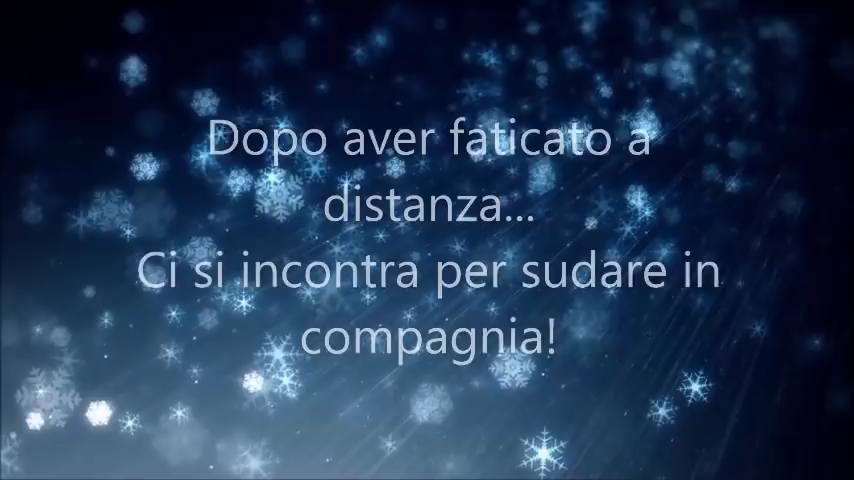 Dopo aver faticato a
distanza...
Ci si incontra per sudare in
compagnia!